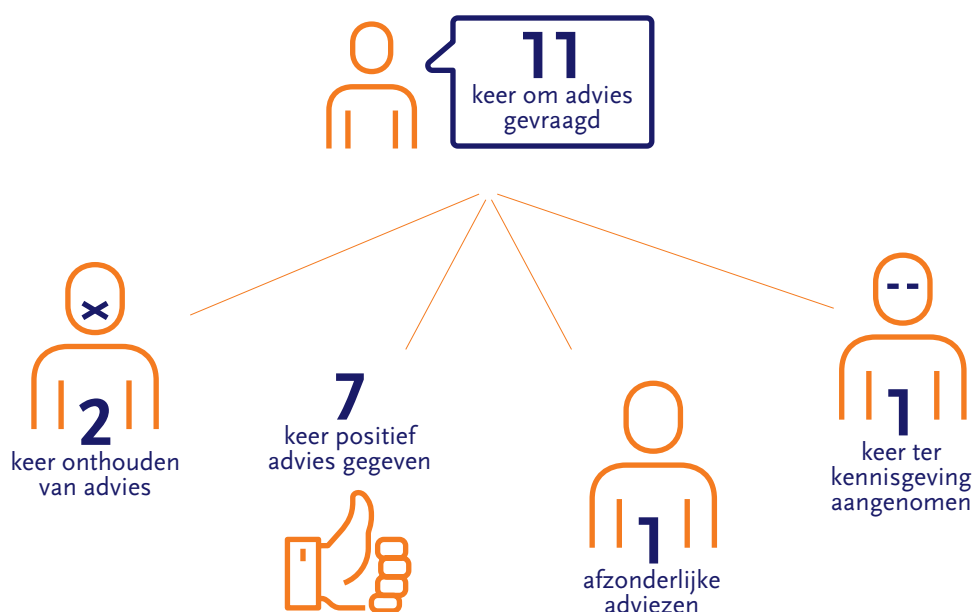 11
keer om advies
gevraagd
2
keer onthouden
van advies
7
keer positief
advies gegeven
1
afzonderlijke
adviezen
1
keer ter
kennisgeving
aangenomen